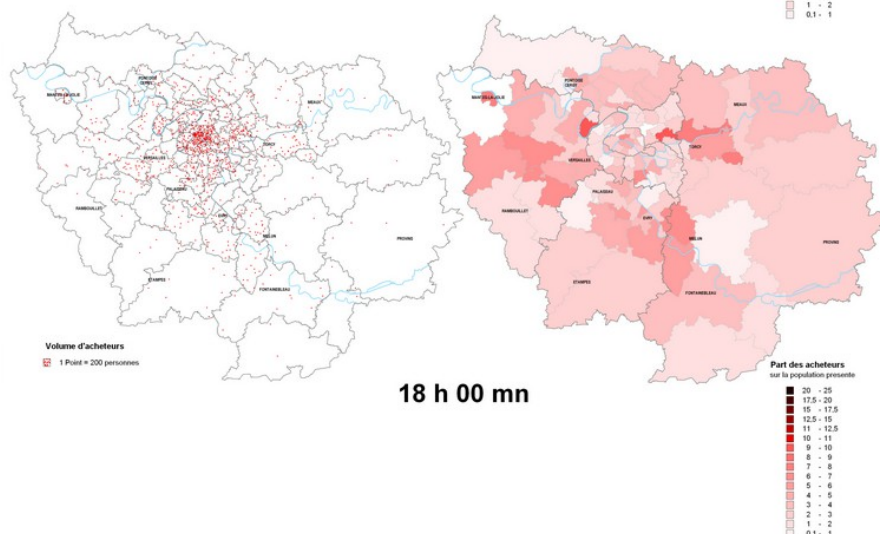 1 - 2
0,1 - 1
PONTOISE
CERGY
MANTES-LA-JOLIE
MEAUX
VERSAILLES
TORCY
PALAISEAU
RAMBOUILLET
EVRY
MELUN
PROVINS
ETAMPES
FONTAINEBLEAU
PONTOISE
CERGY
MANTES-LA-JOLIE
MEAUX
VERSAILLES
TORCY
PALAISEAU
RAMBOUILLET
EVRY
MELUN
PROVINS
ETAMPES
FONTAINEBLEAU
Volume d'acheteurs
1 Point = 200 personnes
18 h 00 mn
Part des acheteurs
sur la population presente
20 - 25
17,5 - 20
15 - 17,5
12,5 - 15
11 - 12,5
10 - 11
9 - 10
8 - 9
7 - 8
6 - 7
5 - 6
4 - 5
3 - 4
2 - 3
1 - 2
0,1 - 1